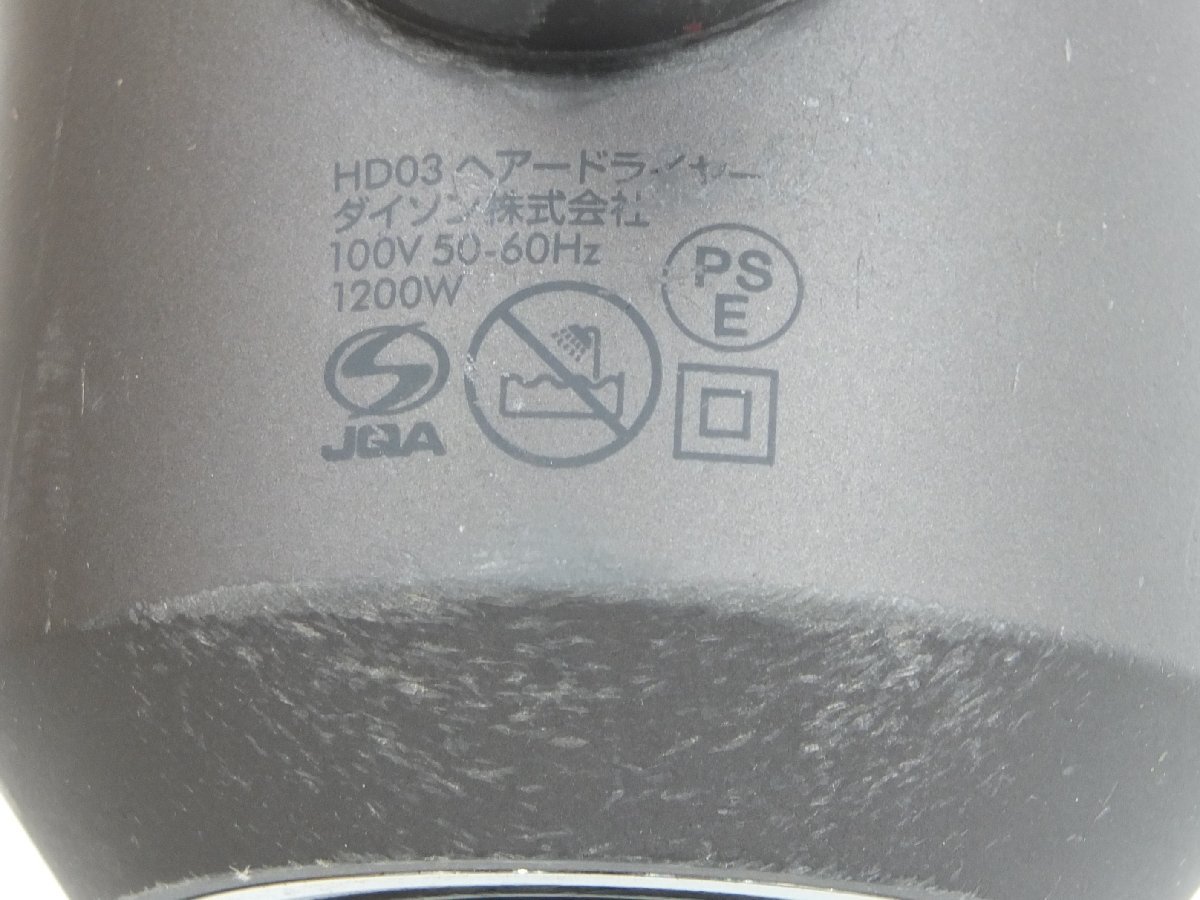 HD03 ヘアードライヤー
ダイソン株式会社
100V 50-60Hz
1200W
PS
E
JQA